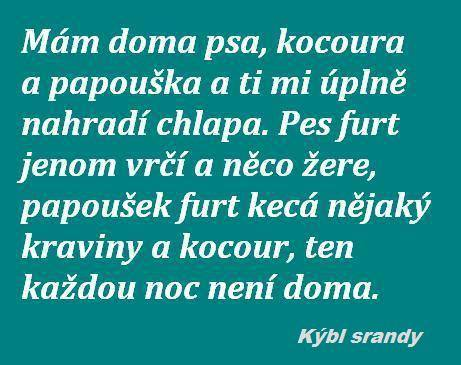 Mám doma psa, kocoura
a papouška a ti mi úplně
nahradí chlapa. Pes furt
jenom vrčí a něco žere,
papoušek furt kecá nějaký
kraviny a kocour, ten
každou noc není doma.
Kýbl srandy